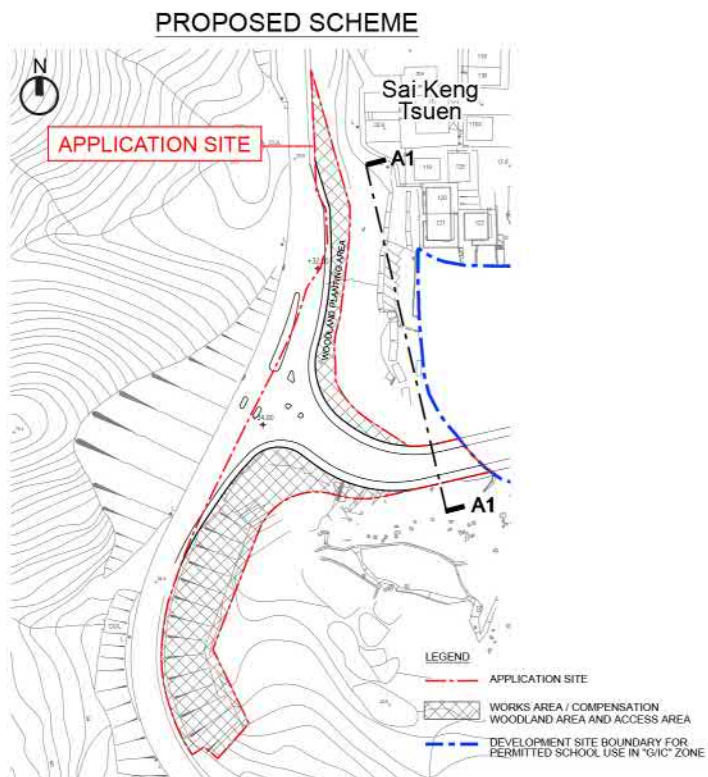 PROPOSED SCHEME
N
Sai Keng
Tsuen
APPLICATION SITE
A1
WOODLAND PLANTING AREA
A1
LEGEND
APPLICATION SITE
WORKS AREA / COMPENSATION
WOODLAND AREA AND ACCESS AREA
DEVELOPMENT SITE BOUNDARY FOR
PERMITTED SCHOOL USE IN "G/IC" ZONE